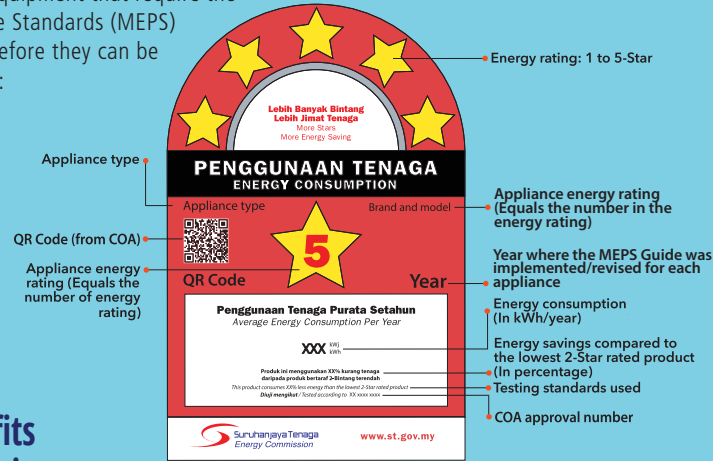 quipment that require the
e Standards (MEPS)
efore they can be
:
Energy rating: 1 to 5-Star
Lebih Banyak Bintang
Lebih Jimat Tenaga
More Stars
More Energy Saving
Appliance type
PENGGUNAAN TENAGA
ENERGY CONSUMPTION
Appliance type
Brand and model
Appliance energy rating
(Equals the number in the
energy rating)
QR Code (from COA)
5
Appliance energy
rating (Equals the
number of energy
rating)
QR Code
Year
Year where the MEPS Guide was
implemented/revised for each
appliance
Penggunaan Tenaga Purata Setahun
Average Energy Consumption Per Year
XXX kWj
kWh
Energy consumption
(In kWh/year)
Energy savings compared to
the lowest 2-Star rated product
(In percentage)
Produk ini menggunakan XX% kurang tenaga
daripada produk bertaraf 2-Bintang terendah
This product consumes XX% less energy than the lowest 2-Star rated product
Diuji mengikut / Tested according to XX xxxx xxxx
Testing standards used
COA approval number
fits
Suruhanjaya Tenaga
Energy Commission
www.st.gov.my